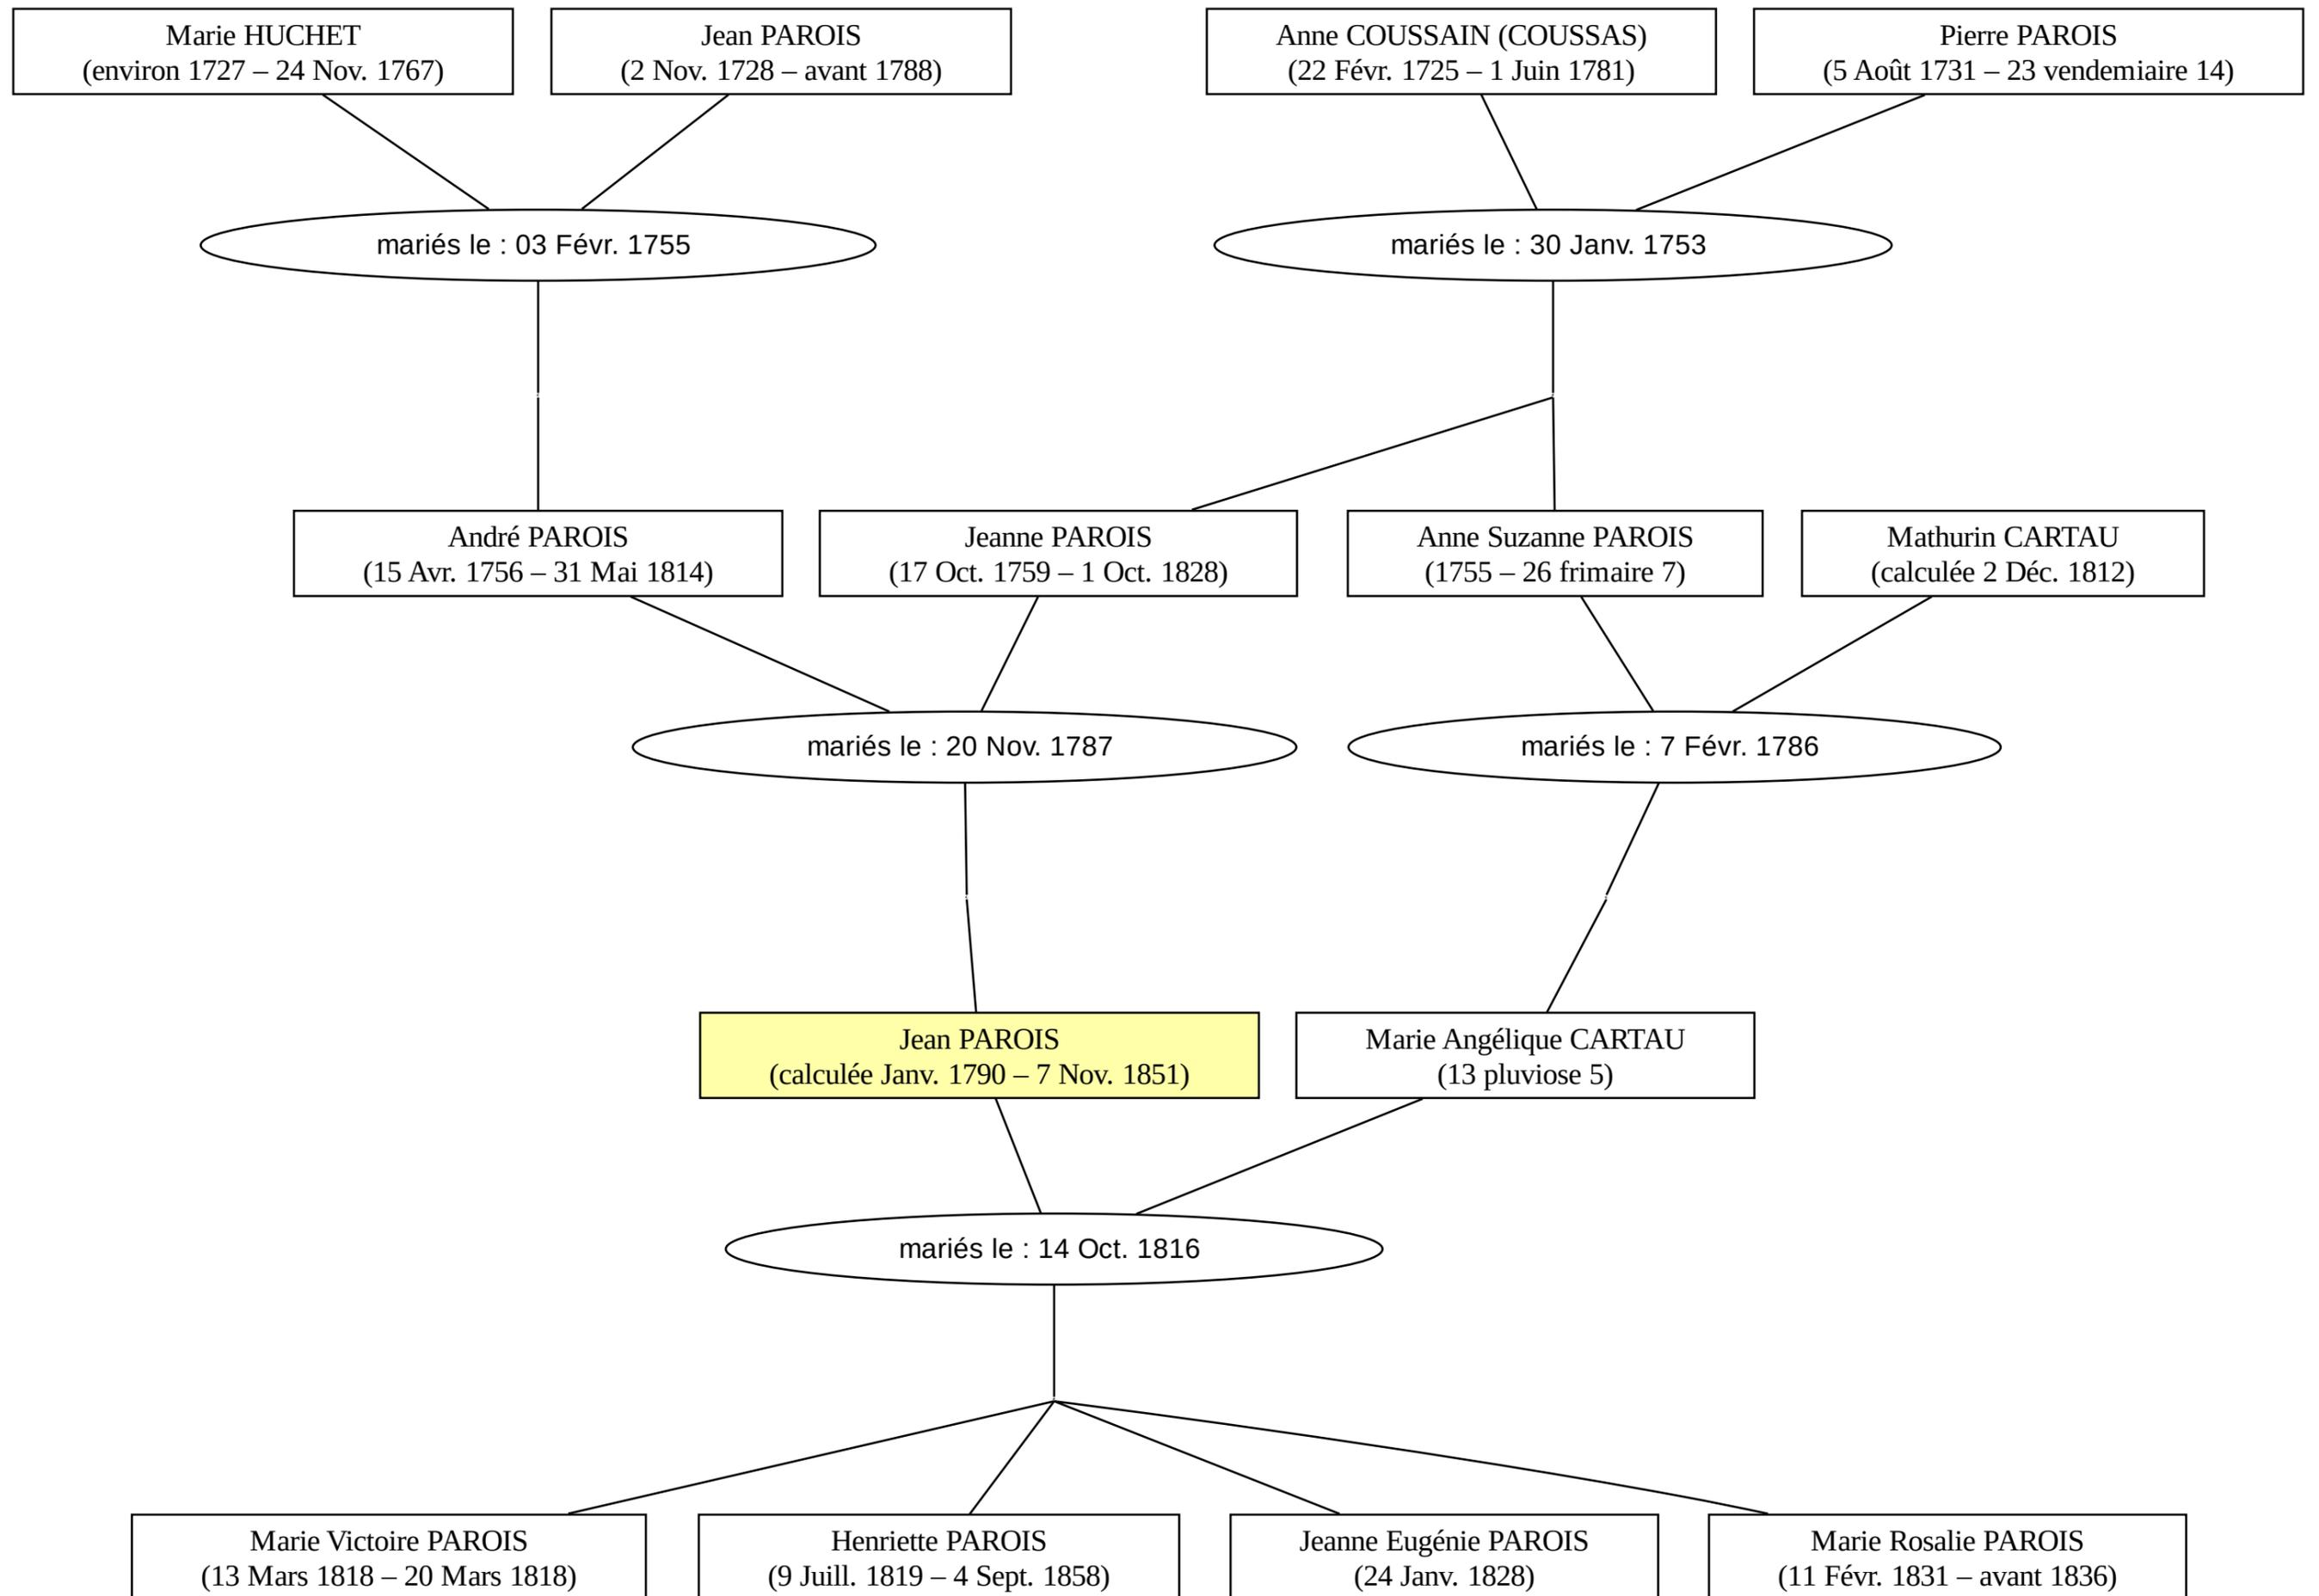 Marie HUCHET
(environ 1727 – 24 Nov. 1767)
Jean PAROIS
(2 Nov. 1728 – avant 1788)
Anne COUSSAIN (COUSSAS)
(22 Févr. 1725 – 1 Juin 1781)
Pierre PAROIS
(5 Août 1731 – 23 vendemiaire 14)
mariés le : 03 Févr. 1755
mariés le : 30 Janv. 1753
André PAROIS
(15 Avr. 1756 – 31 Mai 1814)
Jeanne PAROIS
(17 Oct. 1759 – 1 Oct. 1828)
Anne Suzanne PAROIS
(1755 – 26 frimaire 7)
Mathurin CARTAU
(calculée 2 Déc. 1812)
mariés le : 20 Nov. 1787
mariés le : 7 Févr. 1786
Jean PAROIS
(calculée Janv. 1790 – 7 Nov. 1851)
Marie Angélique CARTAU
(13 pluviose 5)
mariés le : 14 Oct. 1816
Marie Victoire PAROIS
(13 Mars 1818 – 20 Mars 1818)
Henriette PAROIS
(9 Juill. 1819 – 4 Sept. 1858)
Jeanne Eugénie PAROIS
(24 Janv. 1828)
Marie Rosalie PAROIS
(11 Févr. 1831 – avant 1836)